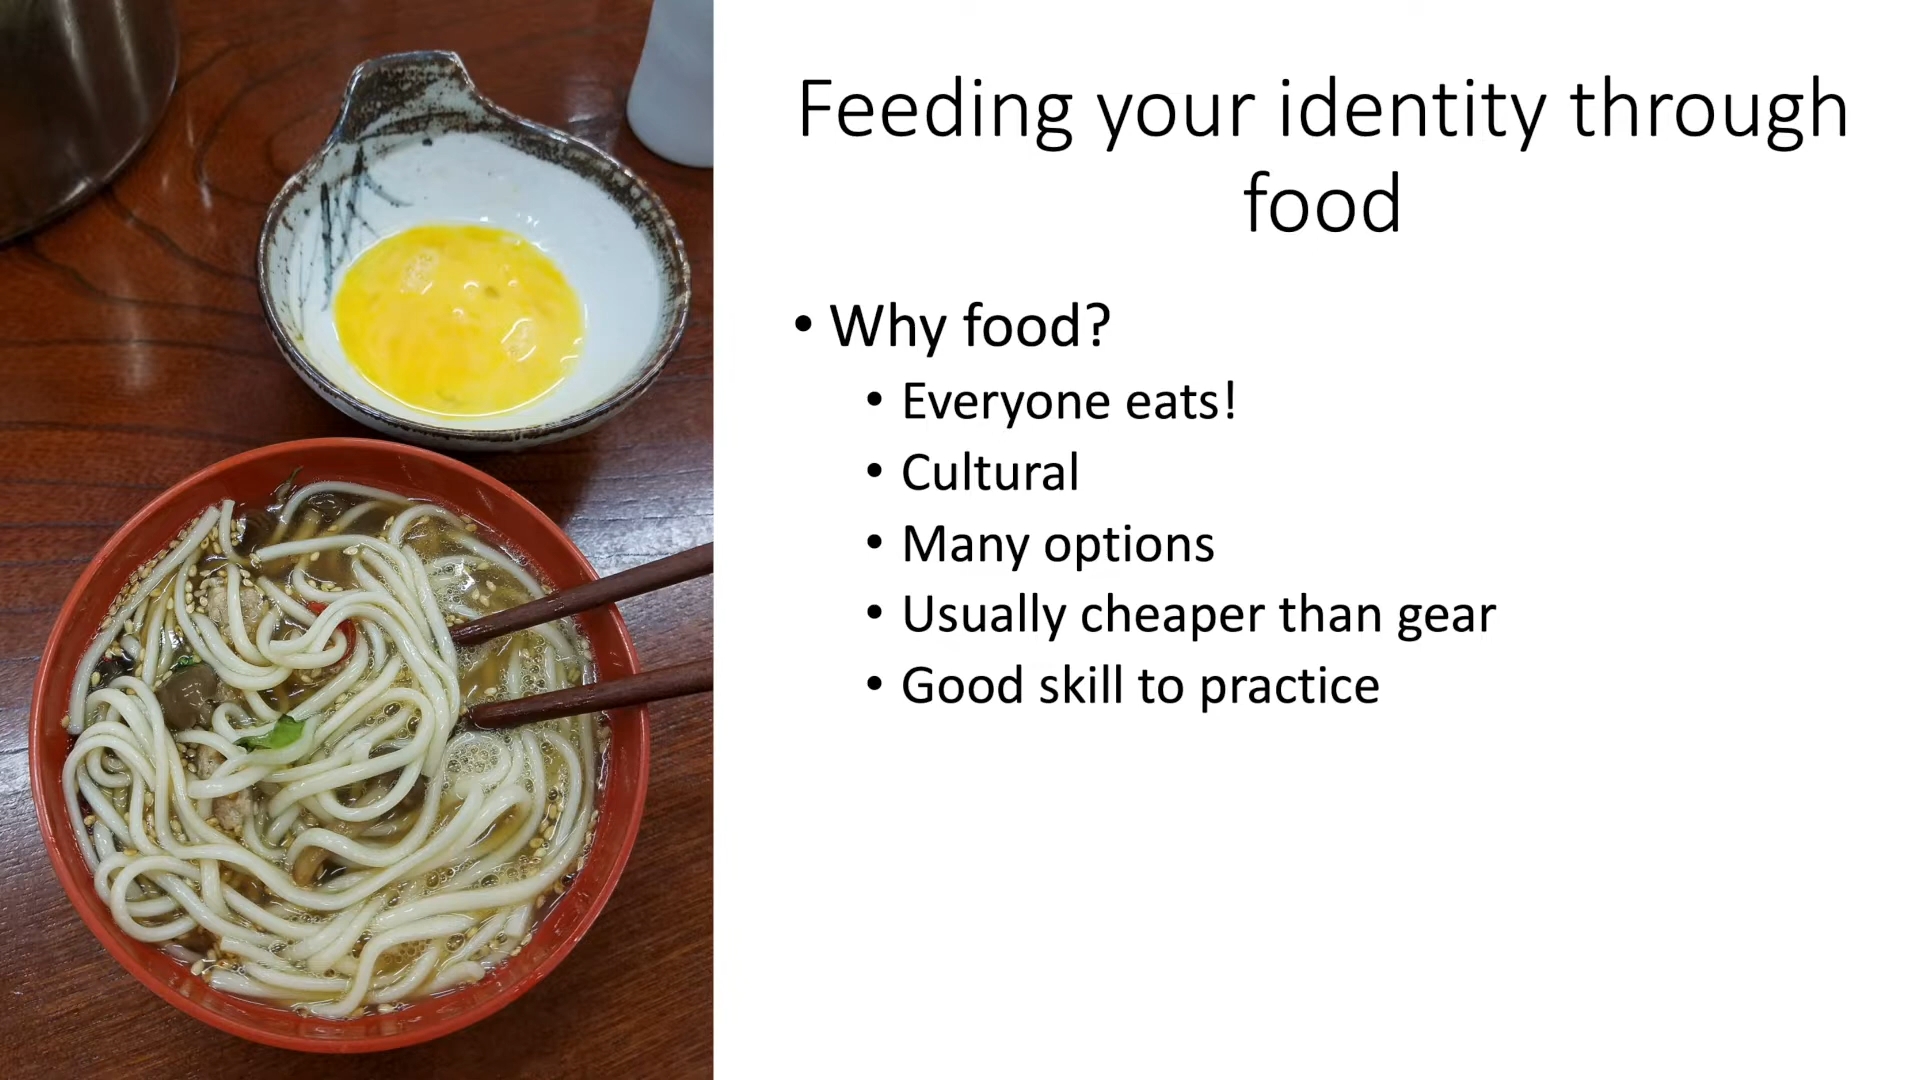 Feeding your identity through
food
• Why food?
• Everyone eats!
• Cultural
• Many options
• Usually cheaper than gear
• Good skill to practice